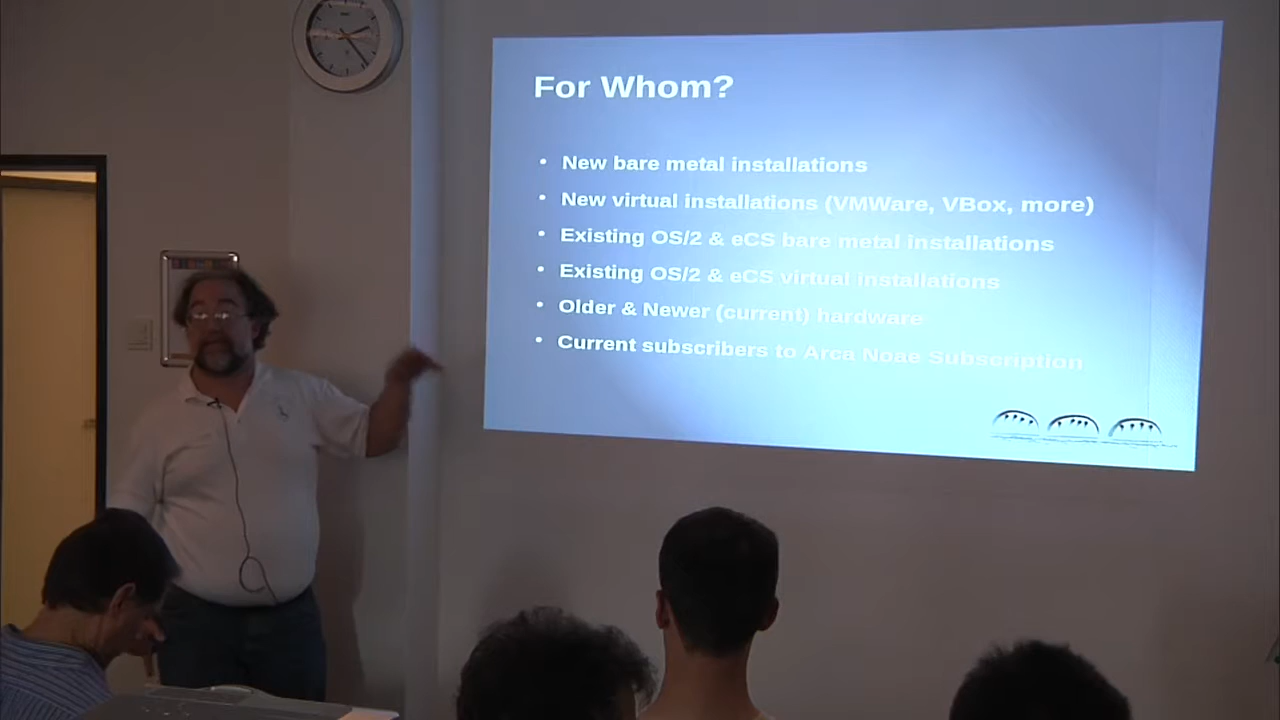 For Whom?
• New bare metal installations
• New virtual installations (VMWare, VBox, more)
• Existing OS/2 & eCS bare metal installations
• Existing OS/2 & eCS virtual installations
• Older & Newer (current) hardware
• Current subscribers to Arca Noae Subscription